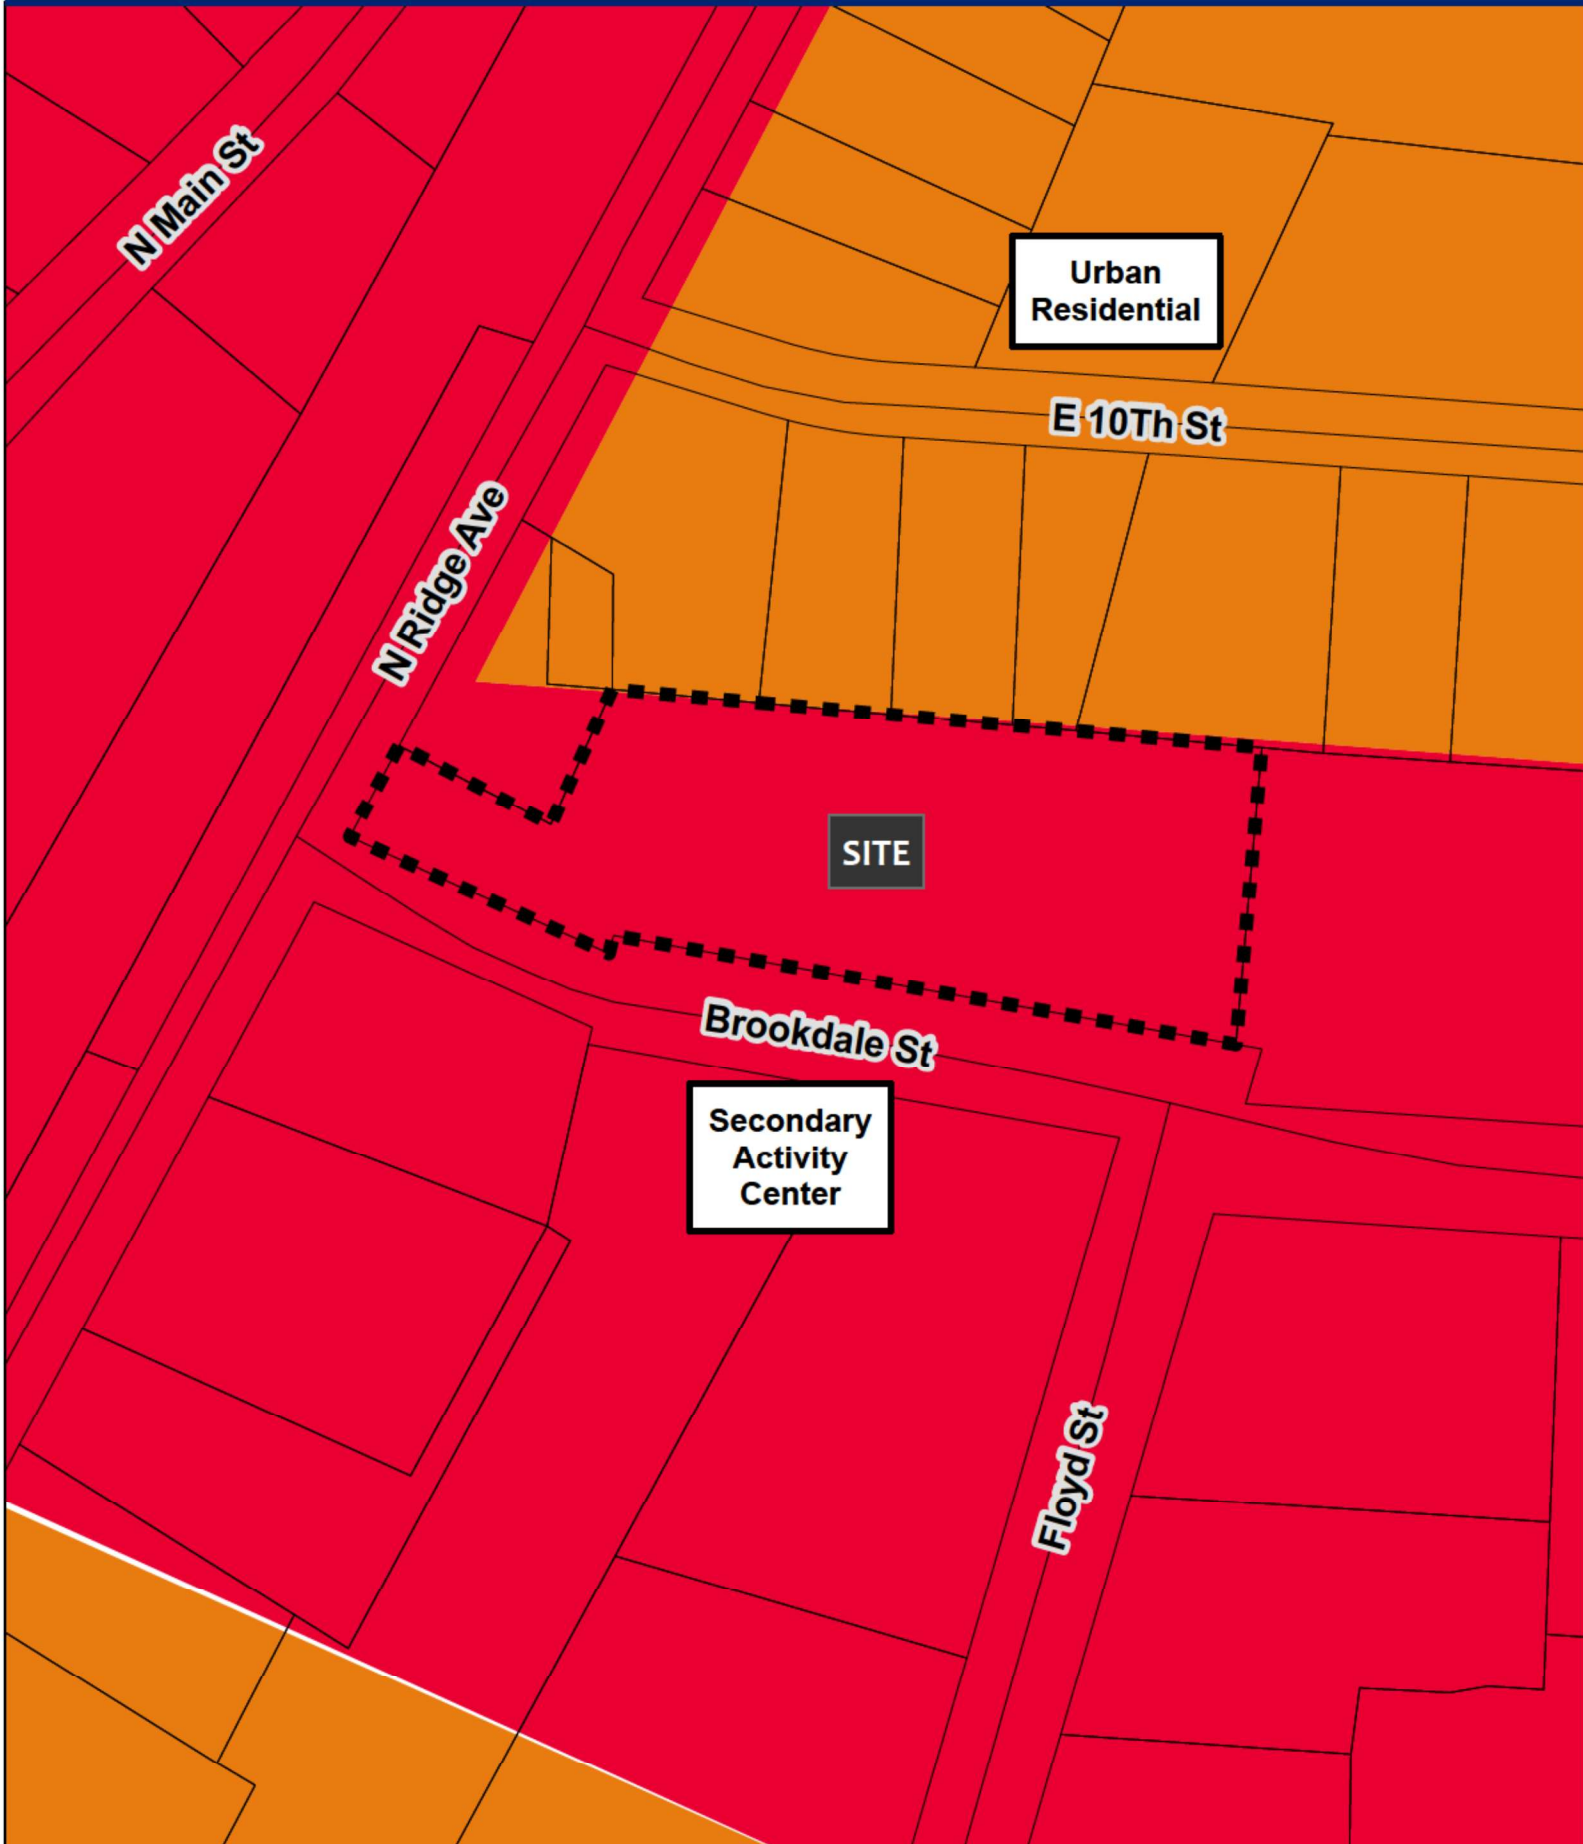 N Main St
Urban
Residential
E 10Th St
N Ridge Ave
SITE
Brookdale St
Secondary
Activity
Center
Floyd St